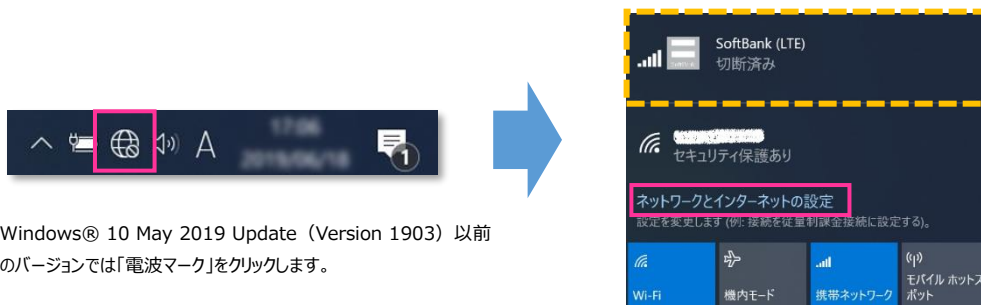 SoftBank (LTE)
切断済み
A
1
セキュリティ保護あり
ネットワークとインターネットの設定
設定を変更します (例: 接続を従量制課金接続に設定する)。
Windows® 10 May 2019 Update（Version 1903）以前
のバージョンでは「電波マーク」をクリックします。
Wi-Fi
機内モード
携帯ネットワーク
モバイル ホットス
ポット